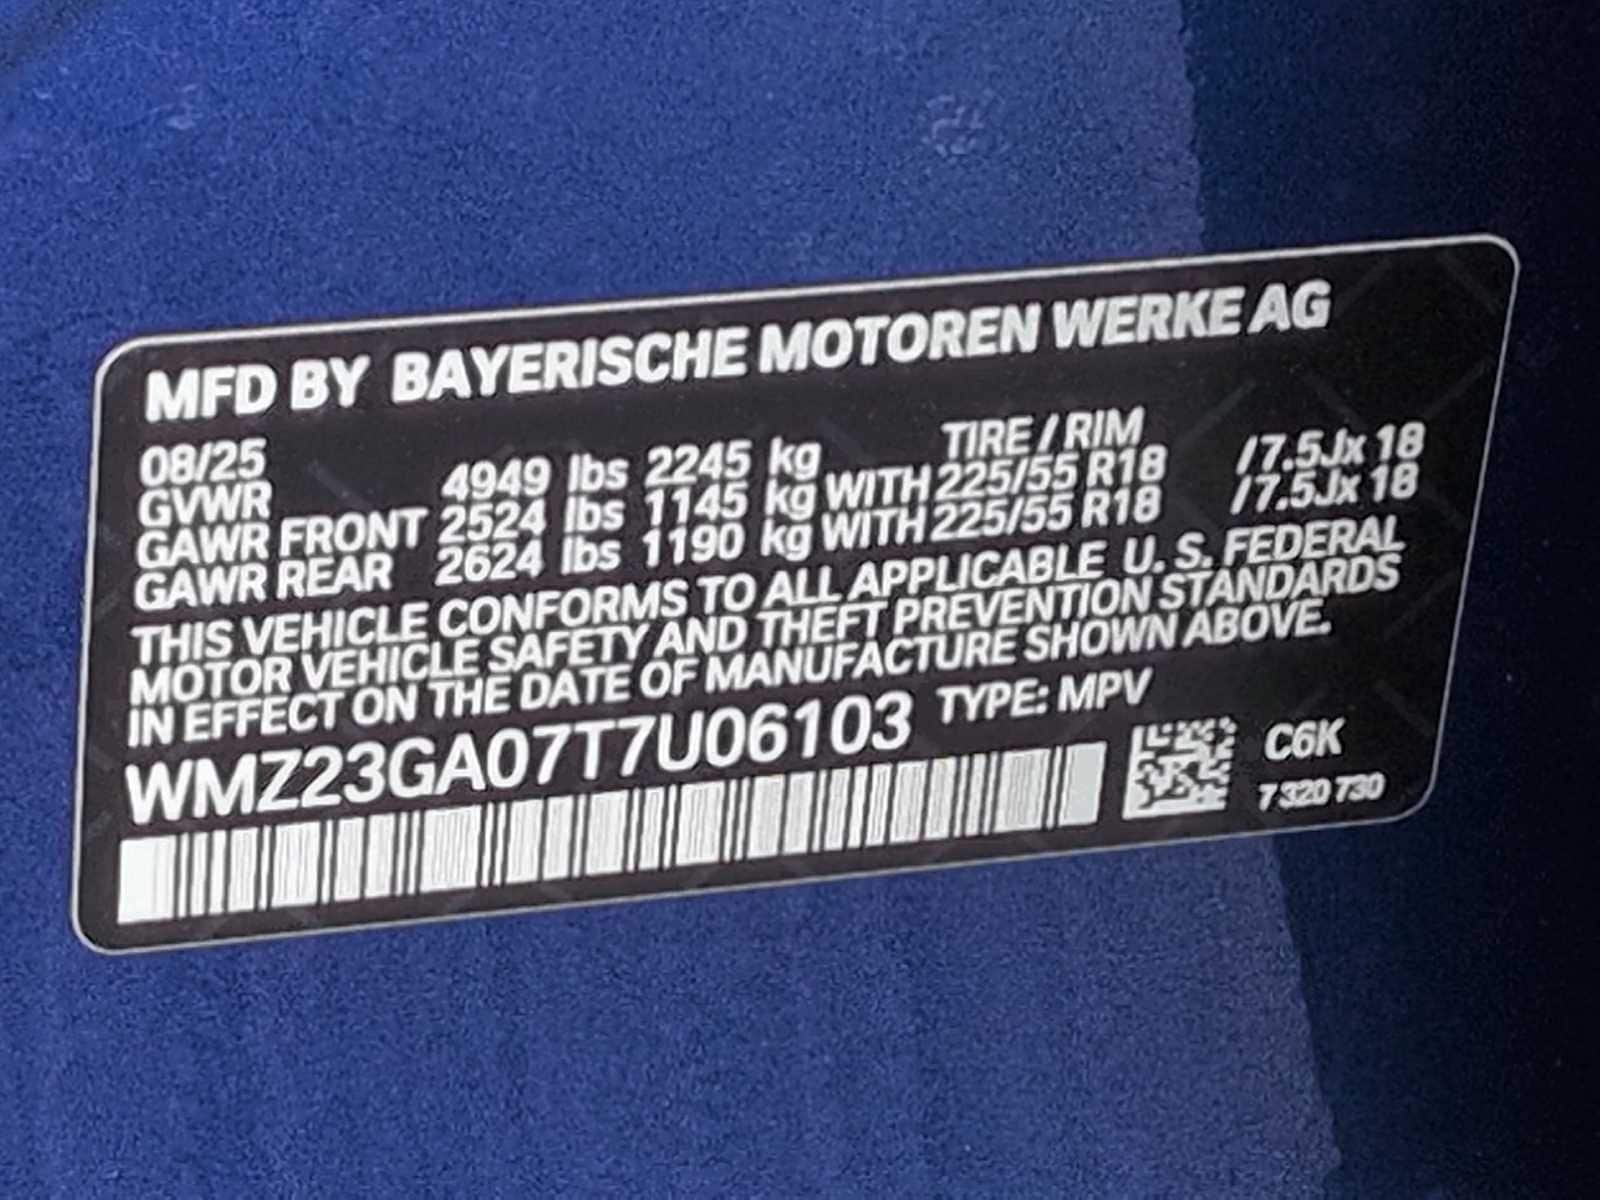 MFD BY BAYERISCHE MOTOREN WERKE AG
08/25 TIRE / RIM
GVWR 4949 lbs 2245 kg
GAWR FRONT 2524 lbs 1145 kg WITH 225/55 R18 /7.5Jx 18
GAWR REAR 2624 lbs 1190 kg WITH 225/55 R18 /7.5Jx 18
THIS VEHICLE CONFORMS TO ALL APPLICABLE U. S. FEDERAL
MOTOR VEHICLE SAFETY AND THEFT PREVENTION STANDARDS
IN EFFECT ON THE DATE OF MANUFACTURE SHOWN ABOVE.
WMZ23GA07T7U06103 TYPE: MPV
C6K
7 320 730